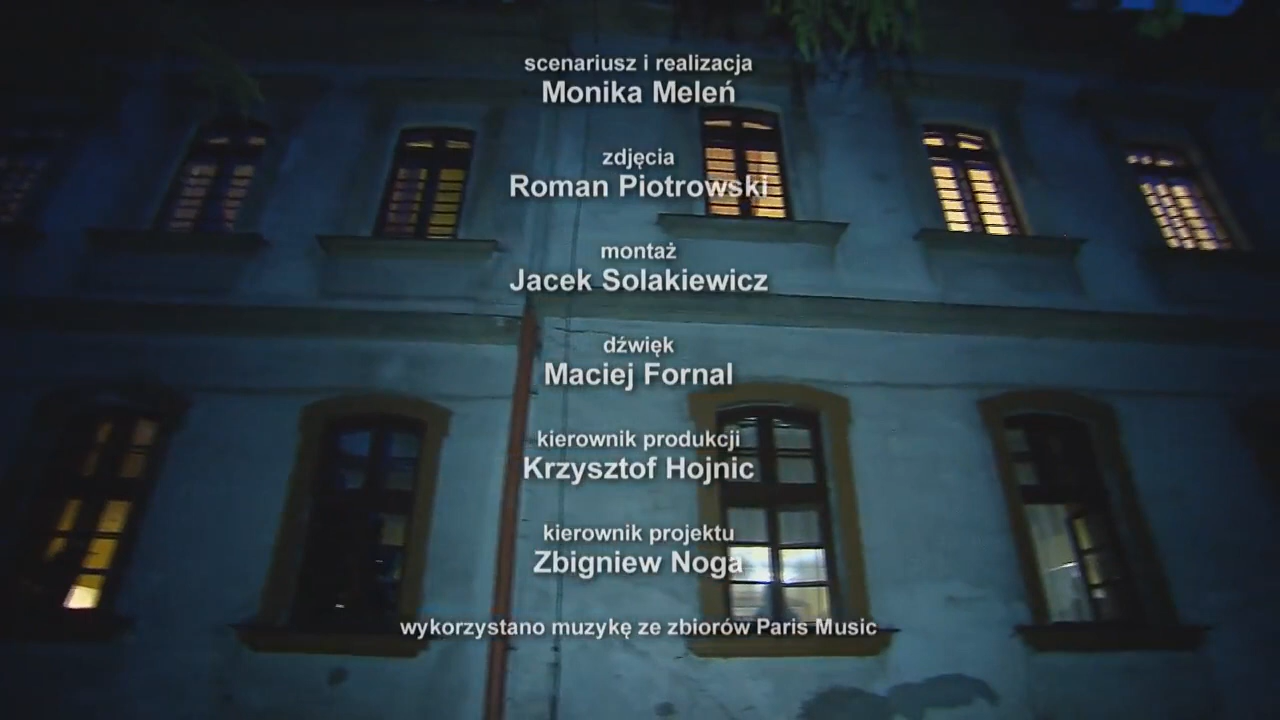 scenariusz i realizacja
Monika Meleń
zdjęcia
Roman Piotrowski
montaż
Jacek Solakiewicz
dźwięk
Maciej Fornal
kierownik produkcji
Krzysztof Hojnic
kierownik projektu
Zbigniew Noga
wykorzystano muzykę ze zbiorów Paris Music